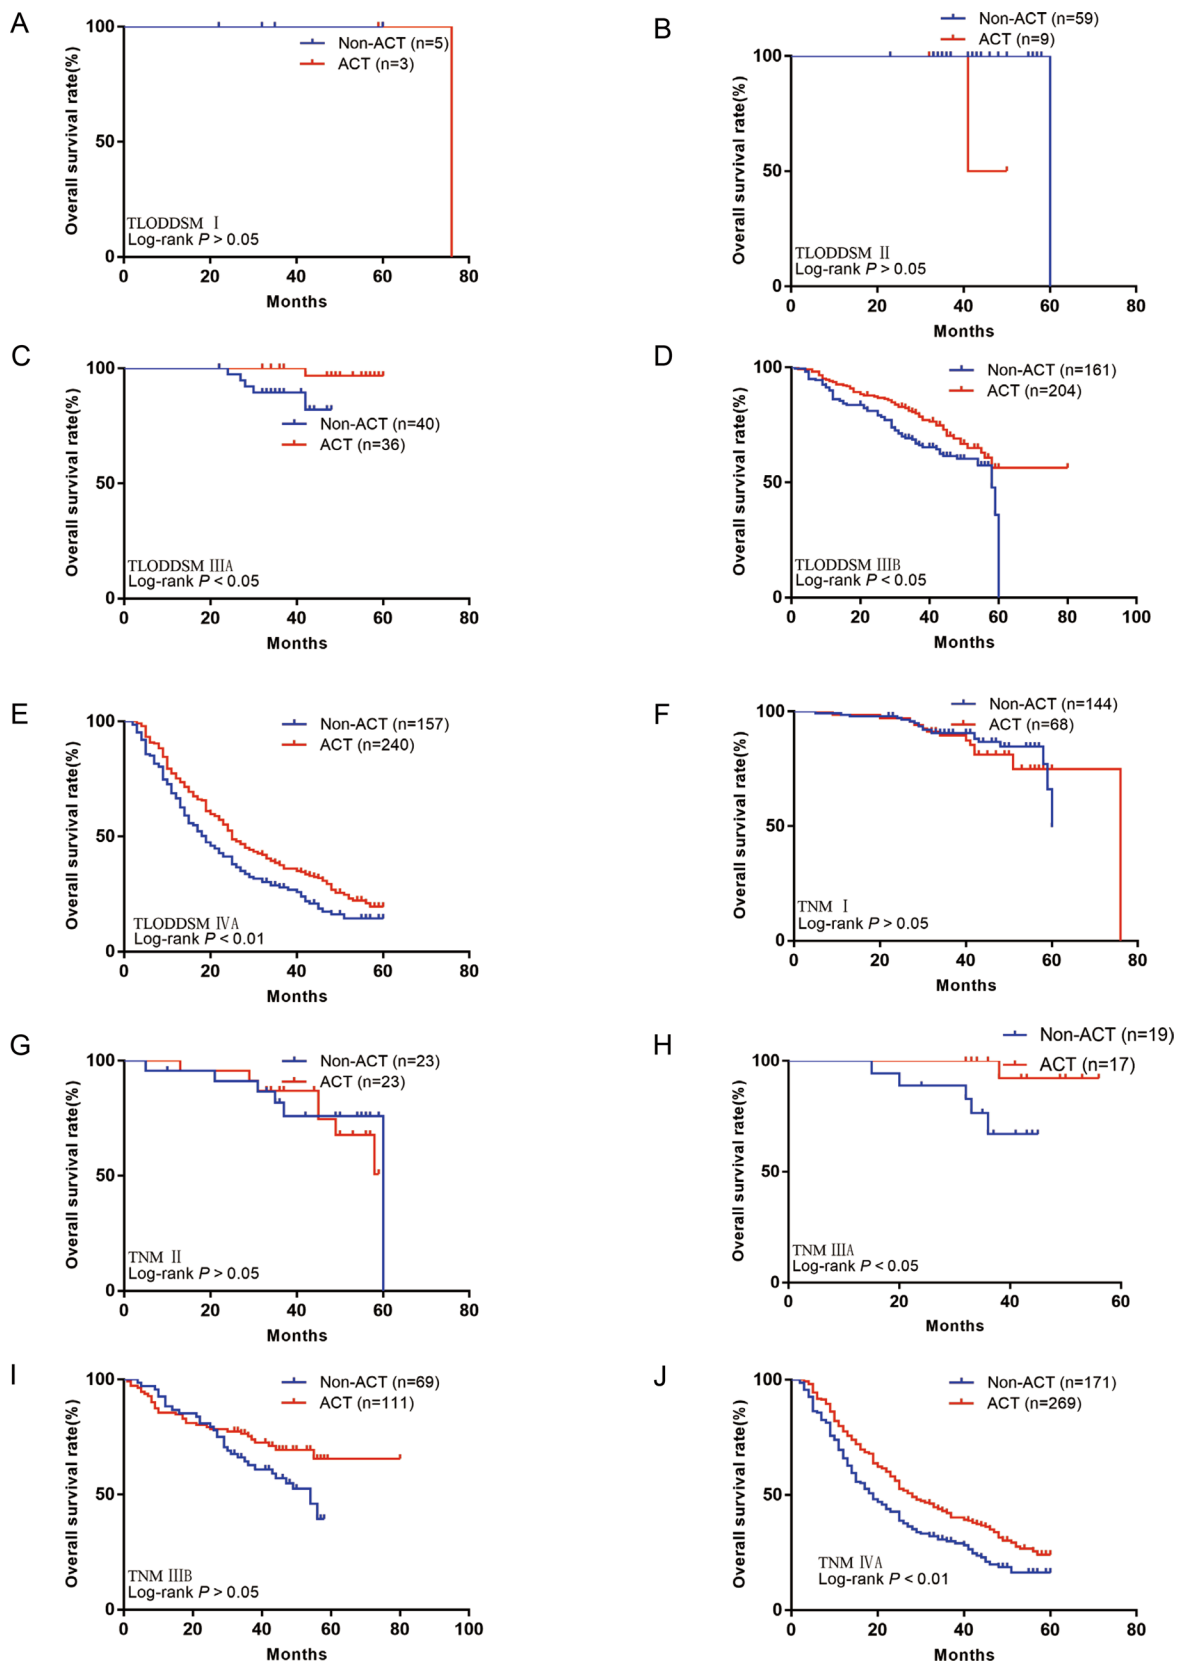 A
Overall survival rate(%)
100
50
0
Non-ACT (n=5)
ACT (n=3)
TLODDSM Ⅰ
Log-rank P > 0.05
0 20 40 60 80
Months
B
Overall survival rate(%)
100
50
0
Non-ACT (n=59)
ACT (n=9)
TLODDSM Ⅱ
Log-rank P > 0.05
0 20 40 60 80
Months
C
Overall survival rate(%)
100
50
0
Non-ACT (n=40)
ACT (n=36)
TLODDSM ⅢA
Log-rank P < 0.05
0 20 40 60 80
Months
D
Overall survival rate(%)
100
50
0
Non-ACT (n=161)
ACT (n=204)
TLODDSM ⅢB
Log-rank P < 0.05
0 20 40 60 80 100
Months
E
Overall survival rate(%)
100
50
0
Non-ACT (n=157)
ACT (n=240)
TLODDSM ⅣA
Log-rank P < 0.01
0 20 40 60 80
Months
F
Overall survival rate(%)
100
50
0
Non-ACT (n=144)
ACT (n=68)
TNM Ⅰ
Log-rank P > 0.05
0 20 40 60 80
Months
G
Overall survival rate(%)
100
50
0
Non-ACT (n=23)
ACT (n=23)
TNM Ⅱ
Log-rank P > 0.05
0 20 40 60 80
Months
H
Overall survival rate(%)
100
50
0
Non-ACT (n=19)
ACT (n=17)
TNM ⅢA
Log-rank P < 0.05
0 20 40 60
Months
I
Overall survival rate(%)
100
50
0
Non-ACT (n=69)
ACT (n=111)
TNM ⅢB
Log-rank P > 0.05
0 20 40 60 80 100
Months
J
Overall survival rate(%)
100
50
0
Non-ACT (n=171)
ACT (n=269)
TNM ⅣA
Log-rank P < 0.01
0 20 40 60 80
Months